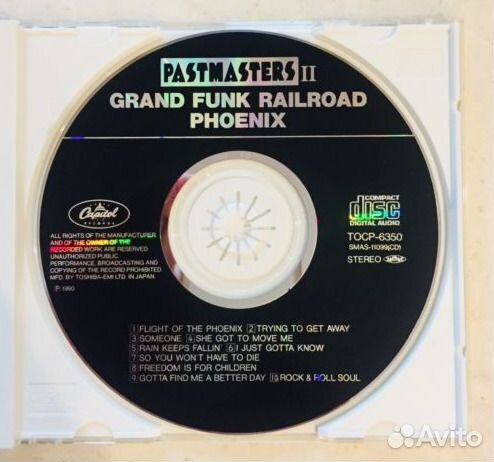 PASTMASTERS II
GRAND FUNK RAILROAD
PHOENIX
Capitol
RECORDS
COMPACT
disc
DIGITAL AUDIO
ALL RIGHTS OF THE MANUFACTURER
AND OF THE OWNER OF THE
RECORDED WORK ARE RESERVED
UNAUTHORIZED PUBLIC
PERFORMANCE, BROADCASTING AND
COPYING OF THE RECORD PROHIBITED
MFD. BY TOSHIBA-EMI LTD. IN JAPAN.
Ⓟ 1990
TOCP-6350
SMAS-11099(CD1)
STEREO
1 FLIGHT OF THE PHOENIX 2 TRYING TO GET AWAY
3 SOMEONE 4 SHE GOT TO MOVE ME
5 RAIN KEEPS FALLIN' 6 I JUST GOTTA KNOW
7 SO YOU WON'T HAVE TO DIE
8 FREEDOM IS FOR CHILDREN
9 GOTTA FIND ME A BETTER DAY 10 ROCK & ROLL SOUL
Avito